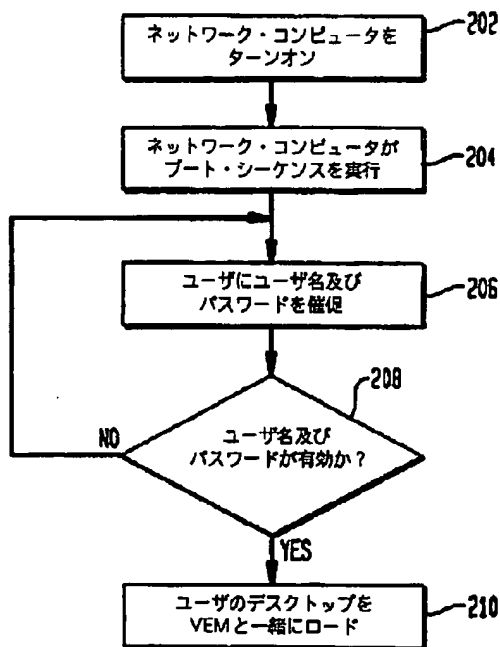 ネットワーク・コンピュータを
ターンオン
202
ネットワーク・コンピュータが
ブート・シーケンスを実行
204
ユーザにユーザ名及び
パスワードを催促
206
208
ユーザ名及び
パスワードが有効か?
NO
YES
ユーザのデスクトップを
VEMと一緒にロード
210